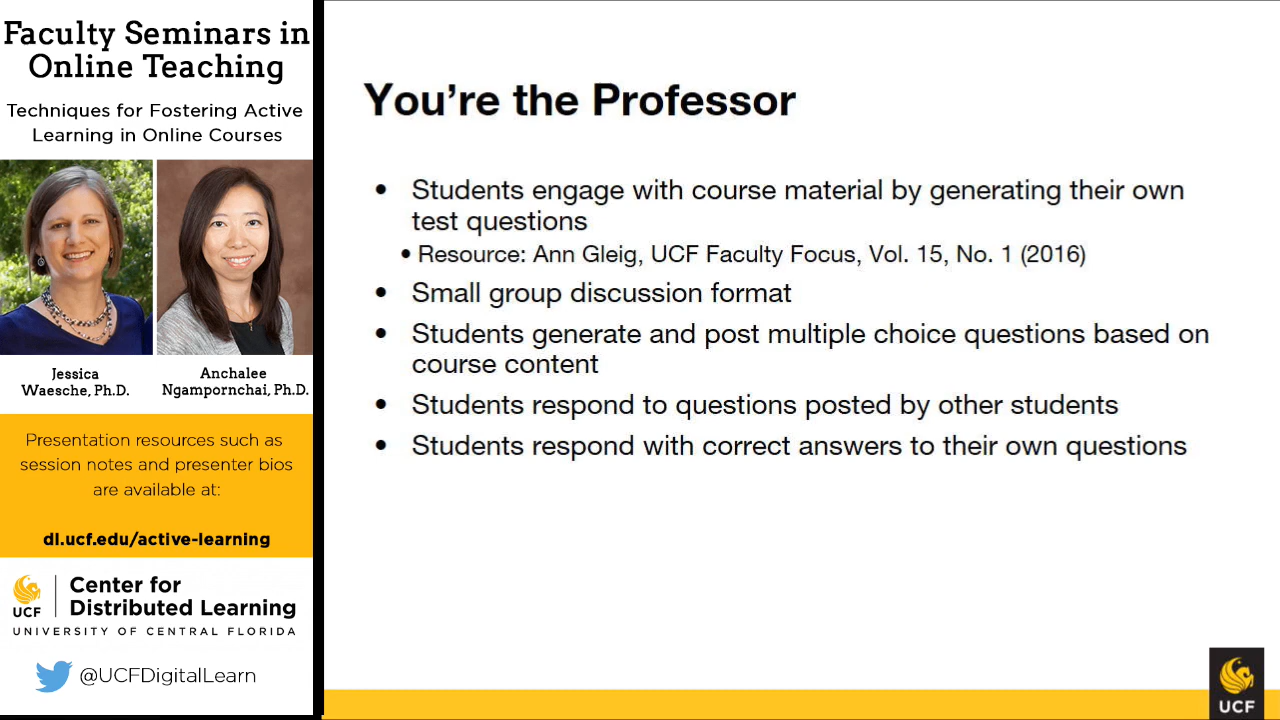 Faculty Seminars in
Online Teaching
Techniques for Fostering Active
Learning in Online Courses
Jessica
Waesche, Ph.D.
Anchalee
Ngampornchai, Ph.D.
Presentation resources such as
session notes and presenter bios
are available at:
dl.ucf.edu/active-learning
UCF
Center for
Distributed Learning
UNIVERSITY OF CENTRAL FLORIDA
@UCFDigitalLearn
You're the Professor
• Students engage with course material by generating their own
test questions
• Resource: Ann Gleig, UCF Faculty Focus, Vol. 15, No. 1 (2016)
• Small group discussion format
• Students generate and post multiple choice questions based on
course content
• Students respond to questions posted by other students
• Students respond with correct answers to their own questions
UCF